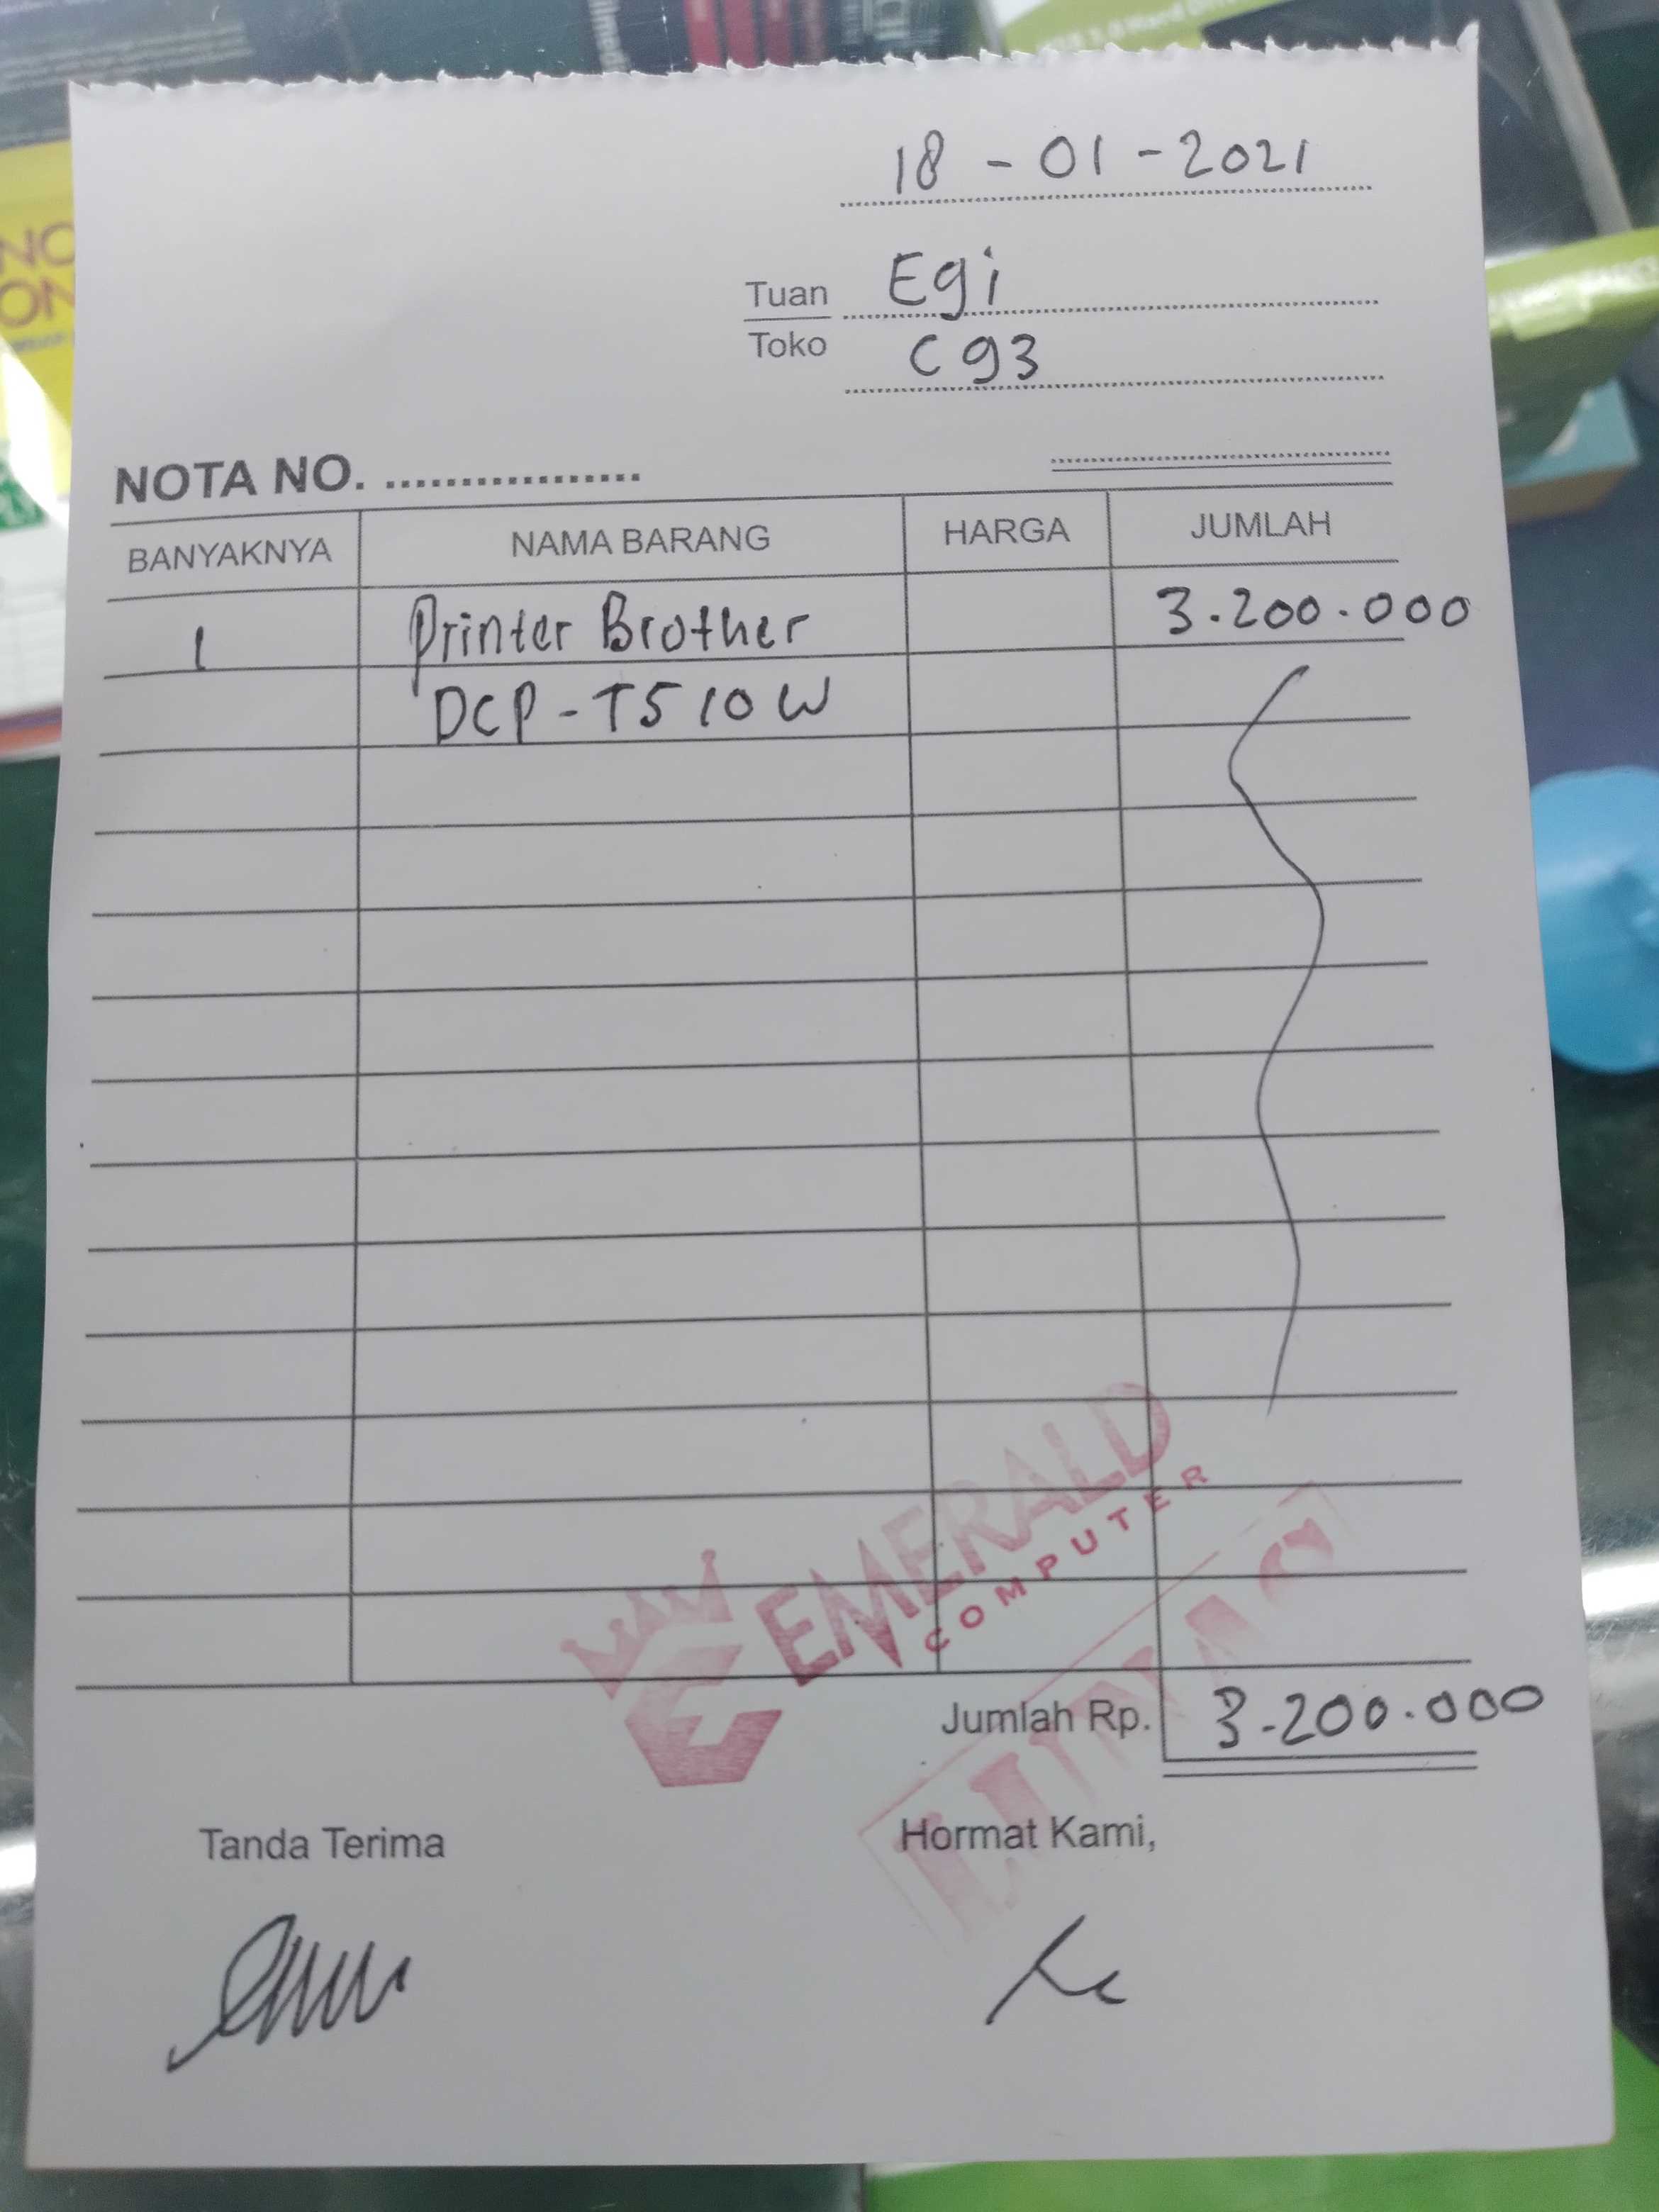 18 - 01 - 2021
Tuan Egi
Toko C93
NOTA NO. .................
BANYAKNYA NAMA BARANG HARGA JUMLAH
1 Printer Brother 3.200.000
DCP-T510W
EMERALD
COMPUTER
LUNAS
Jumlah Rp. 3.200.000
Tanda Terima Hormat Kami,